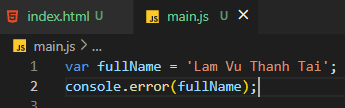 index.html U JS main.js U
JS main.js > ...
1 var fullName = 'Lam Vu Thanh Tai';
2 console.error(fullName);